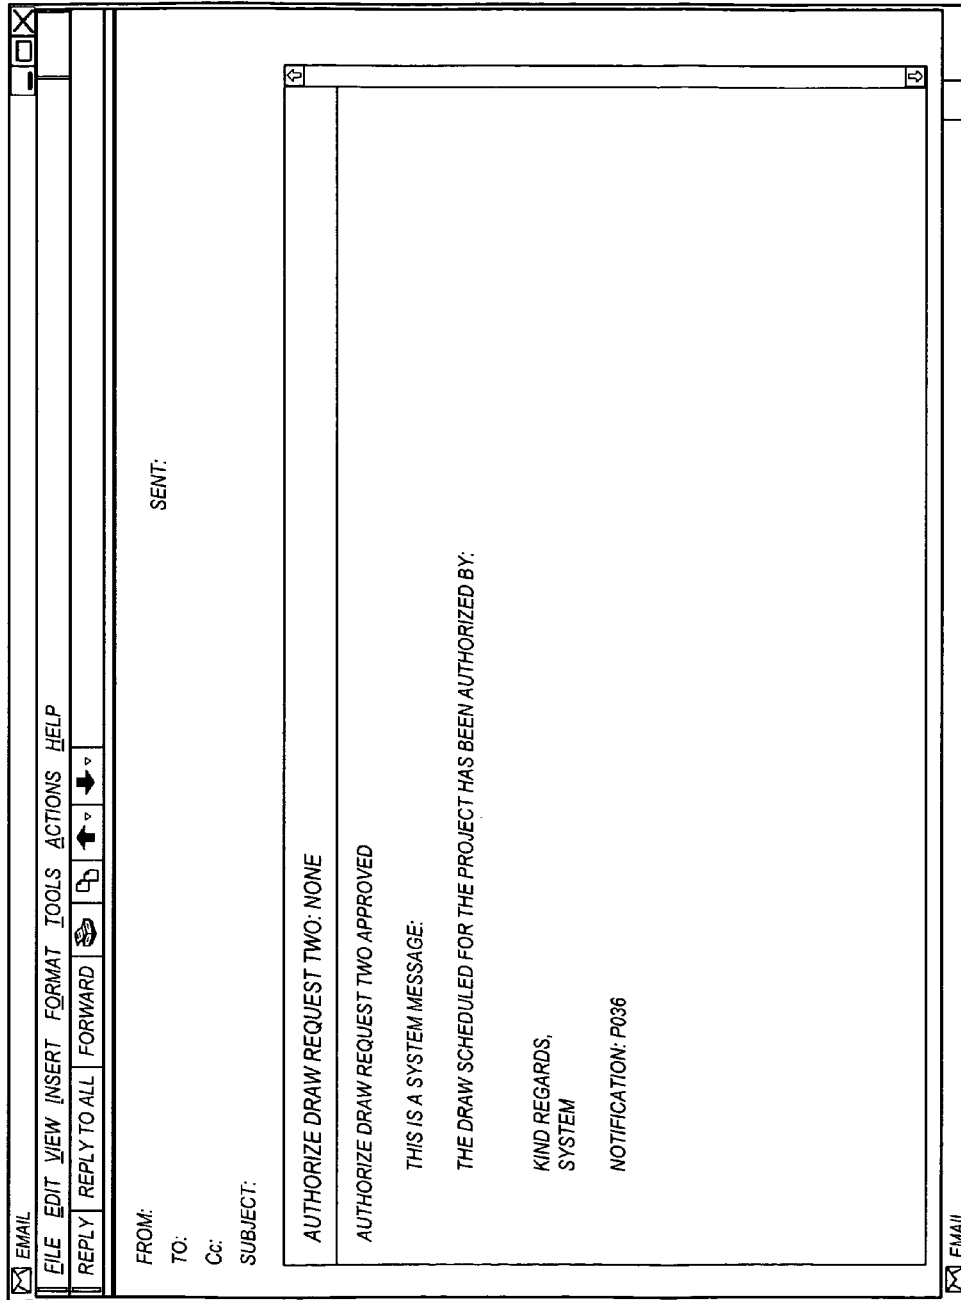 EMAIL
FILE EDIT VIEW INSERT FORMAT TOOLS ACTIONS HELP
REPLY REPLY TO ALL FORWARD
FROM:
SENT:
TO:
Cc:
SUBJECT:
AUTHORIZE DRAW REQUEST TWO: NONE
AUTHORIZE DRAW REQUEST TWO APPROVED
THIS IS A SYSTEM MESSAGE:
THE DRAW SCHEDULED FOR THE PROJECT HAS BEEN AUTHORIZED BY:
KIND REGARDS,
SYSTEM
NOTIFICATION: P036
EMAIL